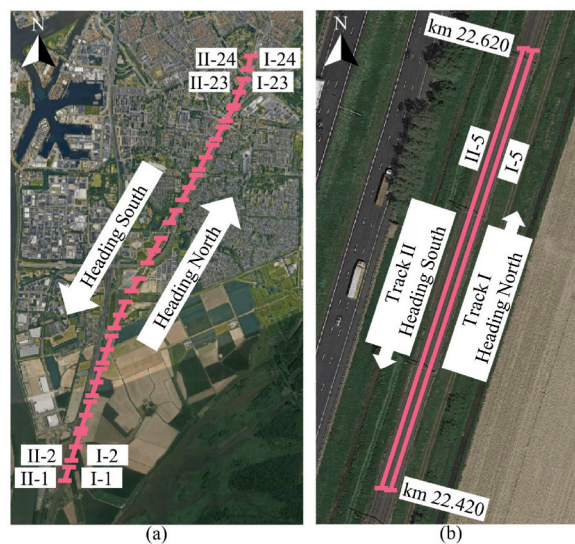 N
II-24 I-24
II-23 I-23
Heading South
Heading North
II-2 I-2
II-1 I-1
(a)
N
km 22.620
II-5
I-5
Track II
Heading South
Track I
Heading North
km 22.420
(b)